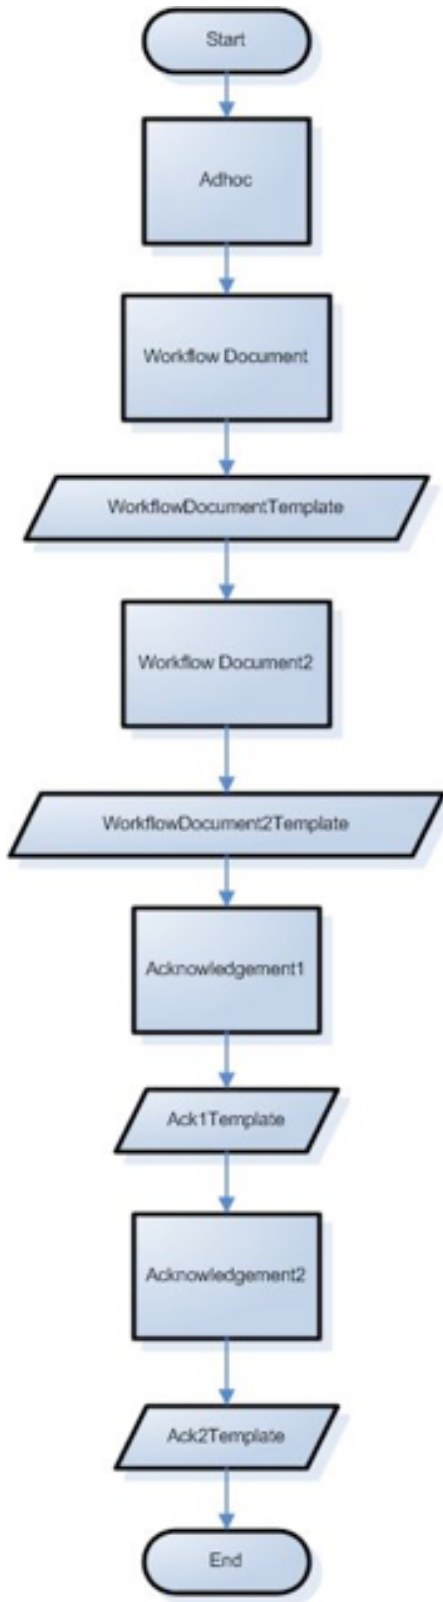 Start
Adhoc
Workflow Document
WorkflowDocumentTemplate
Workflow Document2
WorkflowDocument2Template
Acknowledgement1
Ack1Template
Acknowledgement2
Ack2Template
End